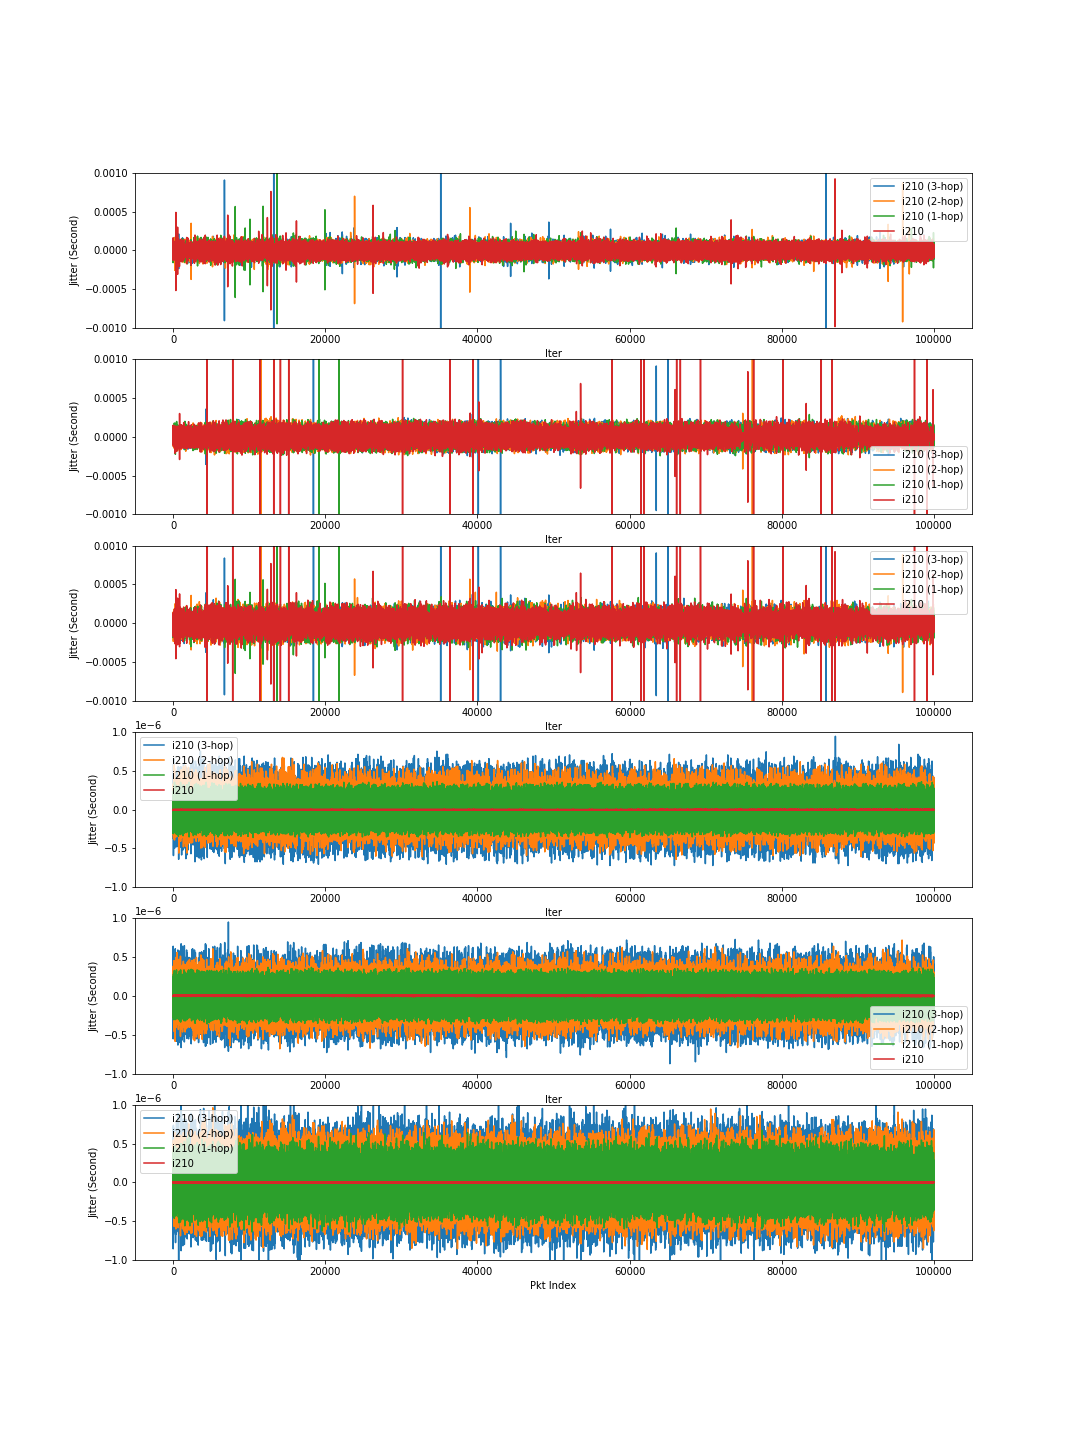 0.0010
0.0005
0.0000
−0.0005
−0.0010
Jitter (Second)
i210 (3-hop)
i210 (2-hop)
i210 (1-hop)
i210
0 20000 40000 60000 80000 100000
Iter
0.0010
0.0005
0.0000
−0.0005
−0.0010
Jitter (Second)
i210 (3-hop)
i210 (2-hop)
i210 (1-hop)
i210
0 20000 40000 60000 80000 100000
Iter
0.0010
0.0005
0.0000
−0.0005
−0.0010
Jitter (Second)
i210 (3-hop)
i210 (2-hop)
i210 (1-hop)
i210
0 20000 40000 60000 80000 100000
Iter
1e−6
1.0
0.5
0.0
−0.5
−1.0
Jitter (Second)
i210 (3-hop)
i210 (2-hop)
i210 (1-hop)
i210
0 20000 40000 60000 80000 100000
Iter
1e−6
1.0
0.5
0.0
−0.5
−1.0
Jitter (Second)
i210 (3-hop)
i210 (2-hop)
i210 (1-hop)
i210
0 20000 40000 60000 80000 100000
Iter
1e−6
1.0
0.5
0.0
−0.5
−1.0
Jitter (Second)
i210 (3-hop)
i210 (2-hop)
i210 (1-hop)
i210
0 20000 40000 60000 80000 100000
Pkt Index